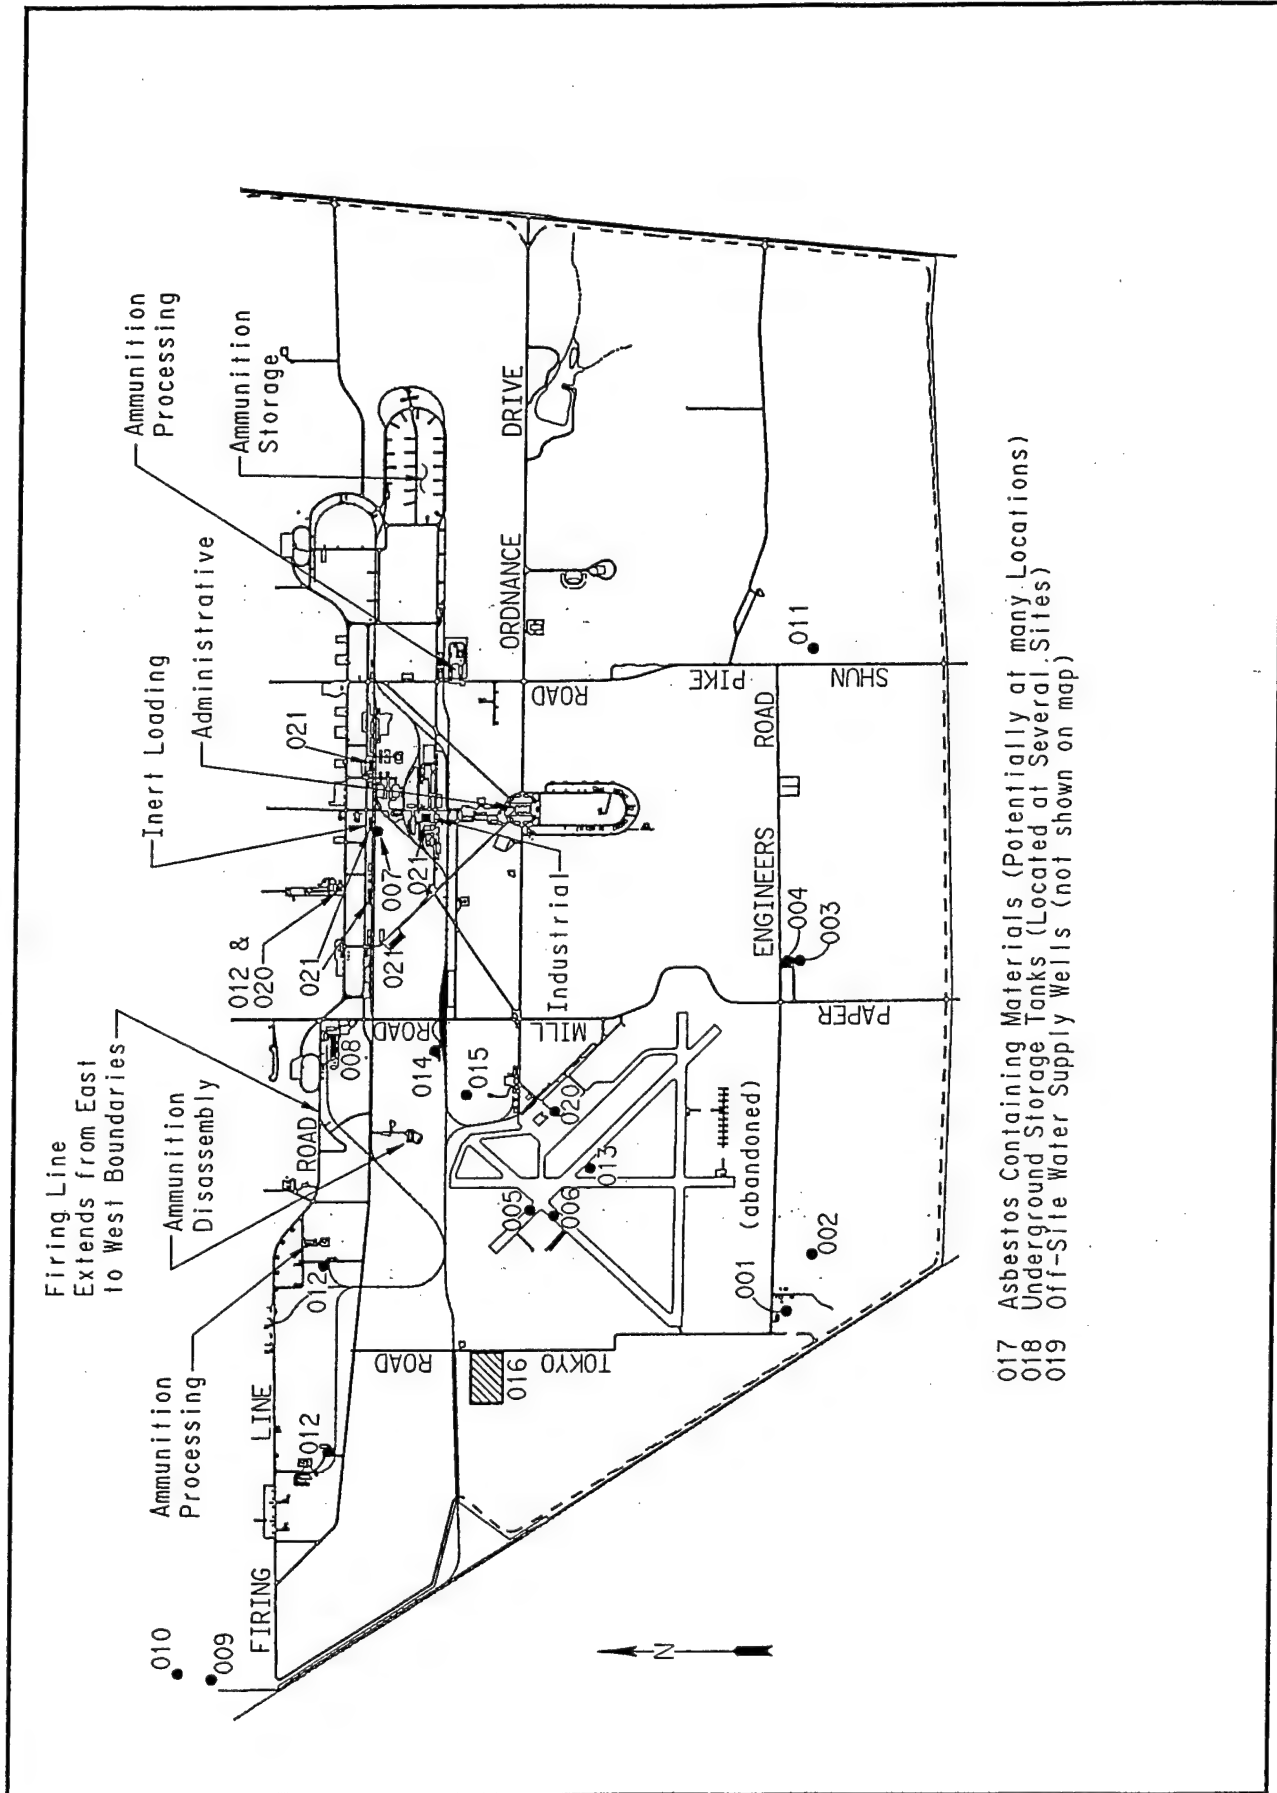 Firing Line
Extends from East
to West Boundaries
Ammunition
Processing
Ammunition
Disassembly
Inert Loading
Administrative
Ammunition
Processing
Ammunition
Storage
010
009
FIRING
LINE
ROAD
012
012
008
012 &
020
021
021
007
021
021
014
015
ROAD
016
TOKYO
ROAD
MILL
PAPER
Industrial
005
006
013
020
(abandoned)
ORDNANCE
DRIVE
ROAD
PIKE
SHUN
011
ENGINEERS
ROAD
004
003
001
002
N
017 Asbestos Containing Materials (Potentially at many Locations)
018 Underground Storage Tanks (Located at Several Sites)
019 Off-Site Water Supply Wells (not shown on map)